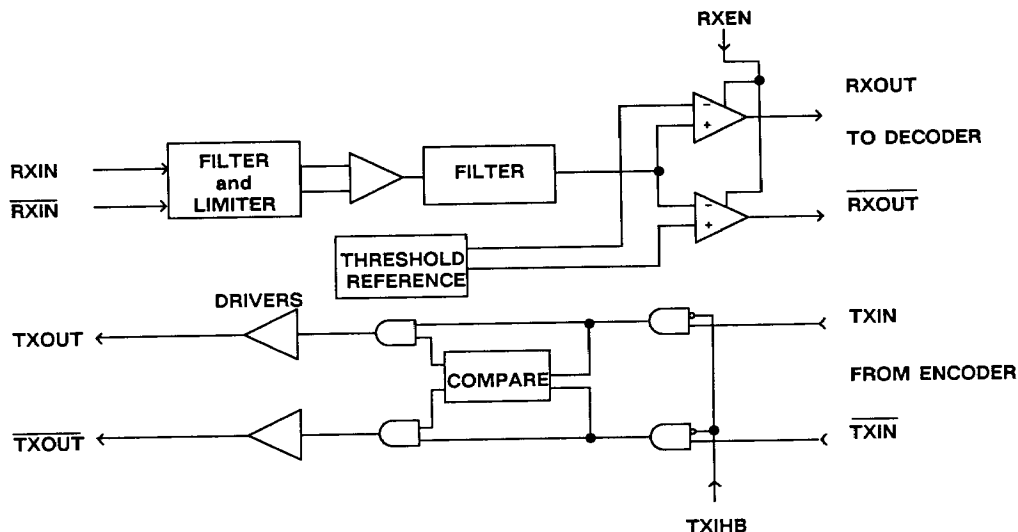 RXEN
RXOUT
TO DECODER
RXOUT
RXIN
RXIN
FILTER
and
LIMITER
FILTER
−
+
−
+
THRESHOLD
REFERENCE
DRIVERS
TXOUT
TXIN
COMPARE
FROM ENCODER
TXOUT
TXIN
TXIHB